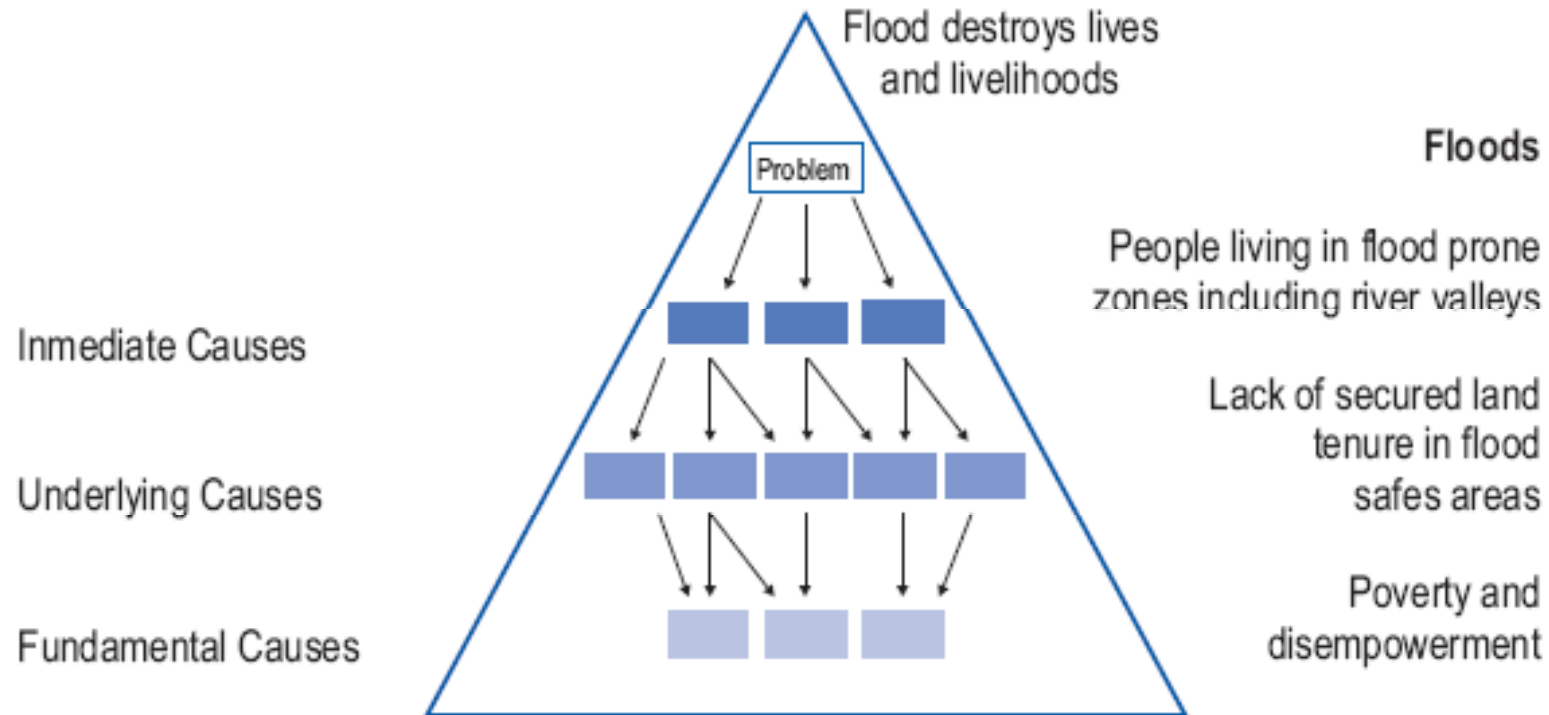 Flood destroys lives
and livelihoods
Floods
Problem
People living in flood prone
zones including river valleys
Inmediate Causes
Lack of secured land
tenure in flood
safes areas
Underlying Causes
Poverty and
disempowerment
Fundamental Causes